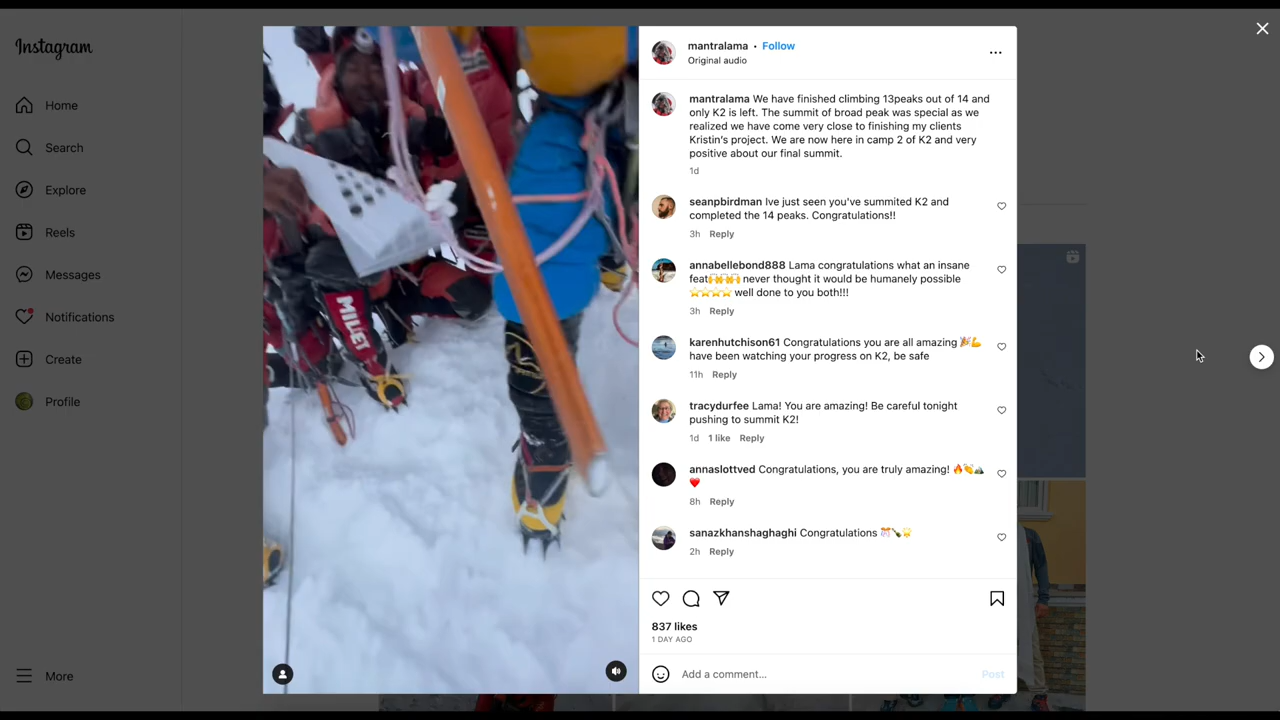 Instagram
Home
Search
Explore
Reels
Messages
Notifications
Create
Profile
More
MILLET
mantralama • Follow
Original audio
mantralama We have finished climbing 13peaks out of 14 and
only K2 is left. The summit of broad peak was special as we
realized we have come very close to finishing my clients
Kristin's project. We are now here in camp 2 of K2 and very
positive about our final summit.
1d
seanpbirdman Ive just seen you've summited K2 and
completed the 14 peaks. Congratulations!!
3h Reply
annabellebond888 Lama congratulations what an insane
feat🙌🙌🙌 never thought it would be humanely possible
⭐⭐⭐⭐ well done to you both!!!
3h Reply
karenhutchison61 Congratulations you are all amazing 🎉💪
have been watching your progress on K2, be safe
11h Reply
tracydurfee Lama! You are amazing! Be careful tonight
pushing to summit K2!
1d 1 like Reply
annaslottved Congratulations, you are truly amazing! 🔥👏🏔
❤️
8h Reply
sanazkhanshaghaghi Congratulations 🎊🍾🌟
2h Reply
837 likes
1 DAY AGO
Add a comment...
Post